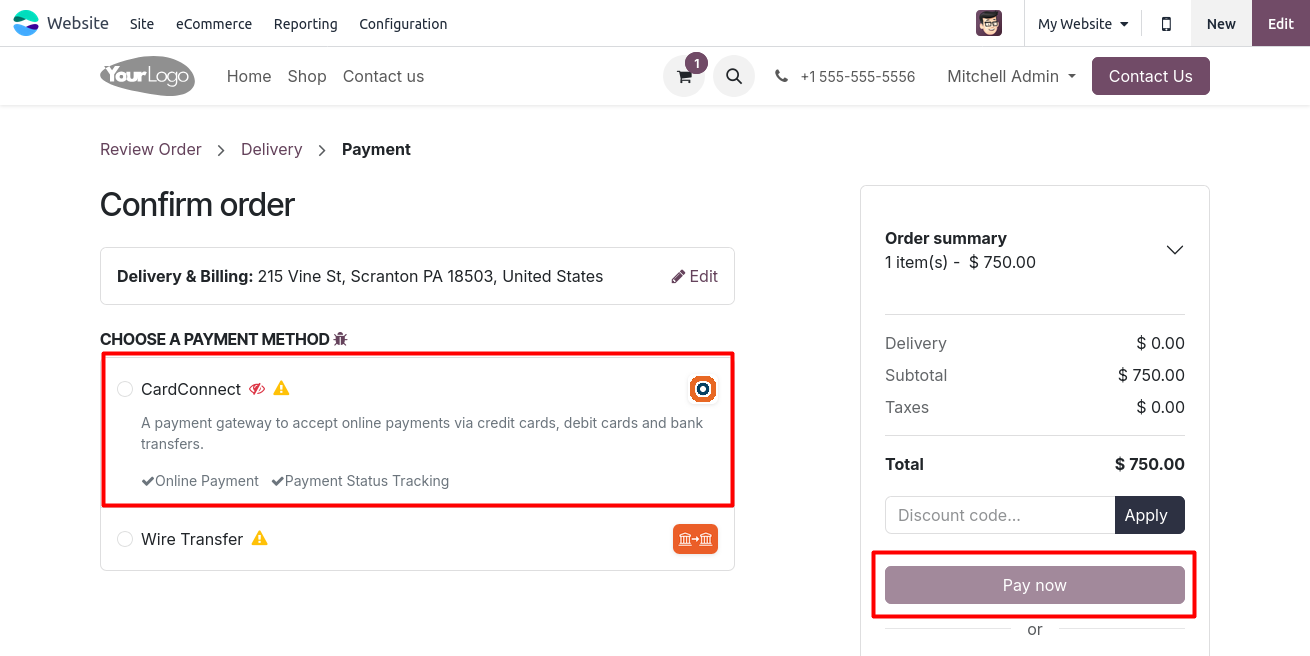 Website Site eCommerce Reporting Configuration My Website New Edit
YourLogo Home Shop Contact us 1 +1 555-555-5556 Mitchell Admin Contact Us
Review Order > Delivery > Payment
Confirm order
Delivery & Billing: 215 Vine St, Scranton PA 18503, United States Edit
CHOOSE A PAYMENT METHOD
CardConnect
A payment gateway to accept online payments via credit cards, debit cards and bank
transfers.
Online Payment Payment Status Tracking
Wire Transfer
Order summary
1 item(s) - $ 750.00
Delivery $ 0.00
Subtotal $ 750.00
Taxes $ 0.00
Total $ 750.00
Discount code... Apply
Pay now
or